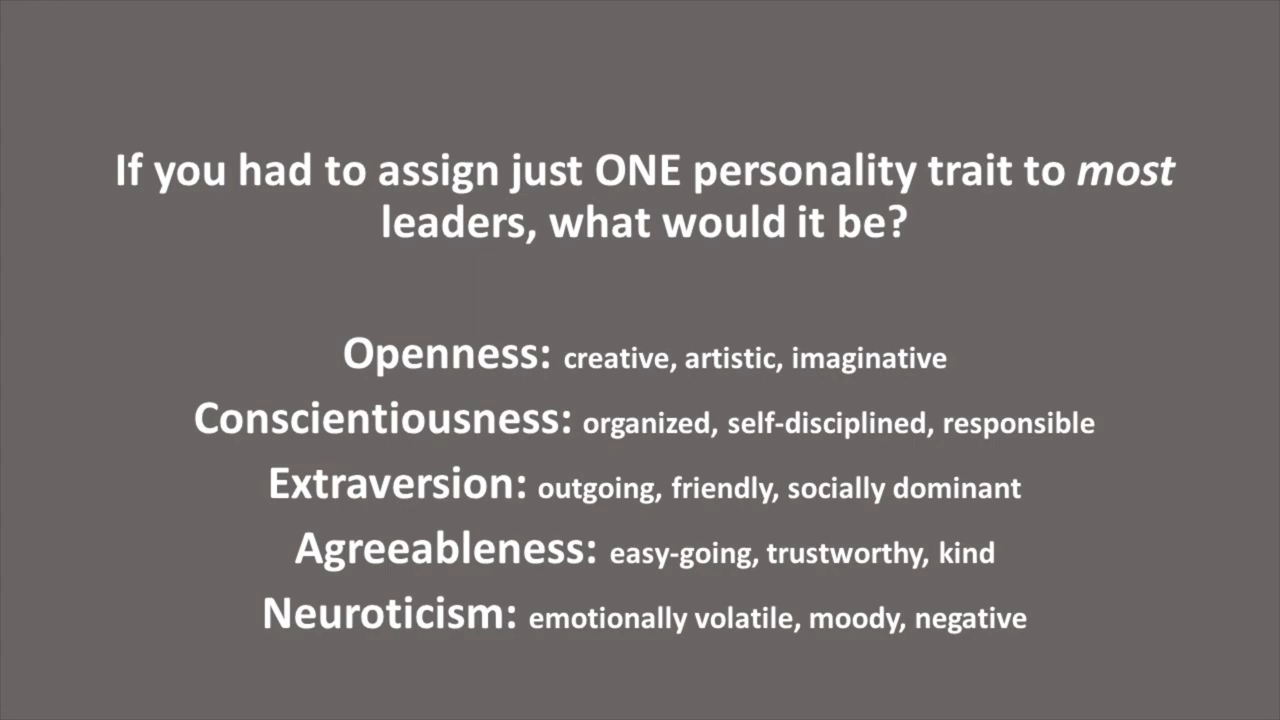 If you had to assign just ONE personality trait to most
leaders, what would it be?
Openness: creative, artistic, imaginative
Conscientiousness: organized, self-disciplined, responsible
Extraversion: outgoing, friendly, socially dominant
Agreeableness: easy-going, trustworthy, kind
Neuroticism: emotionally volatile, moody, negative